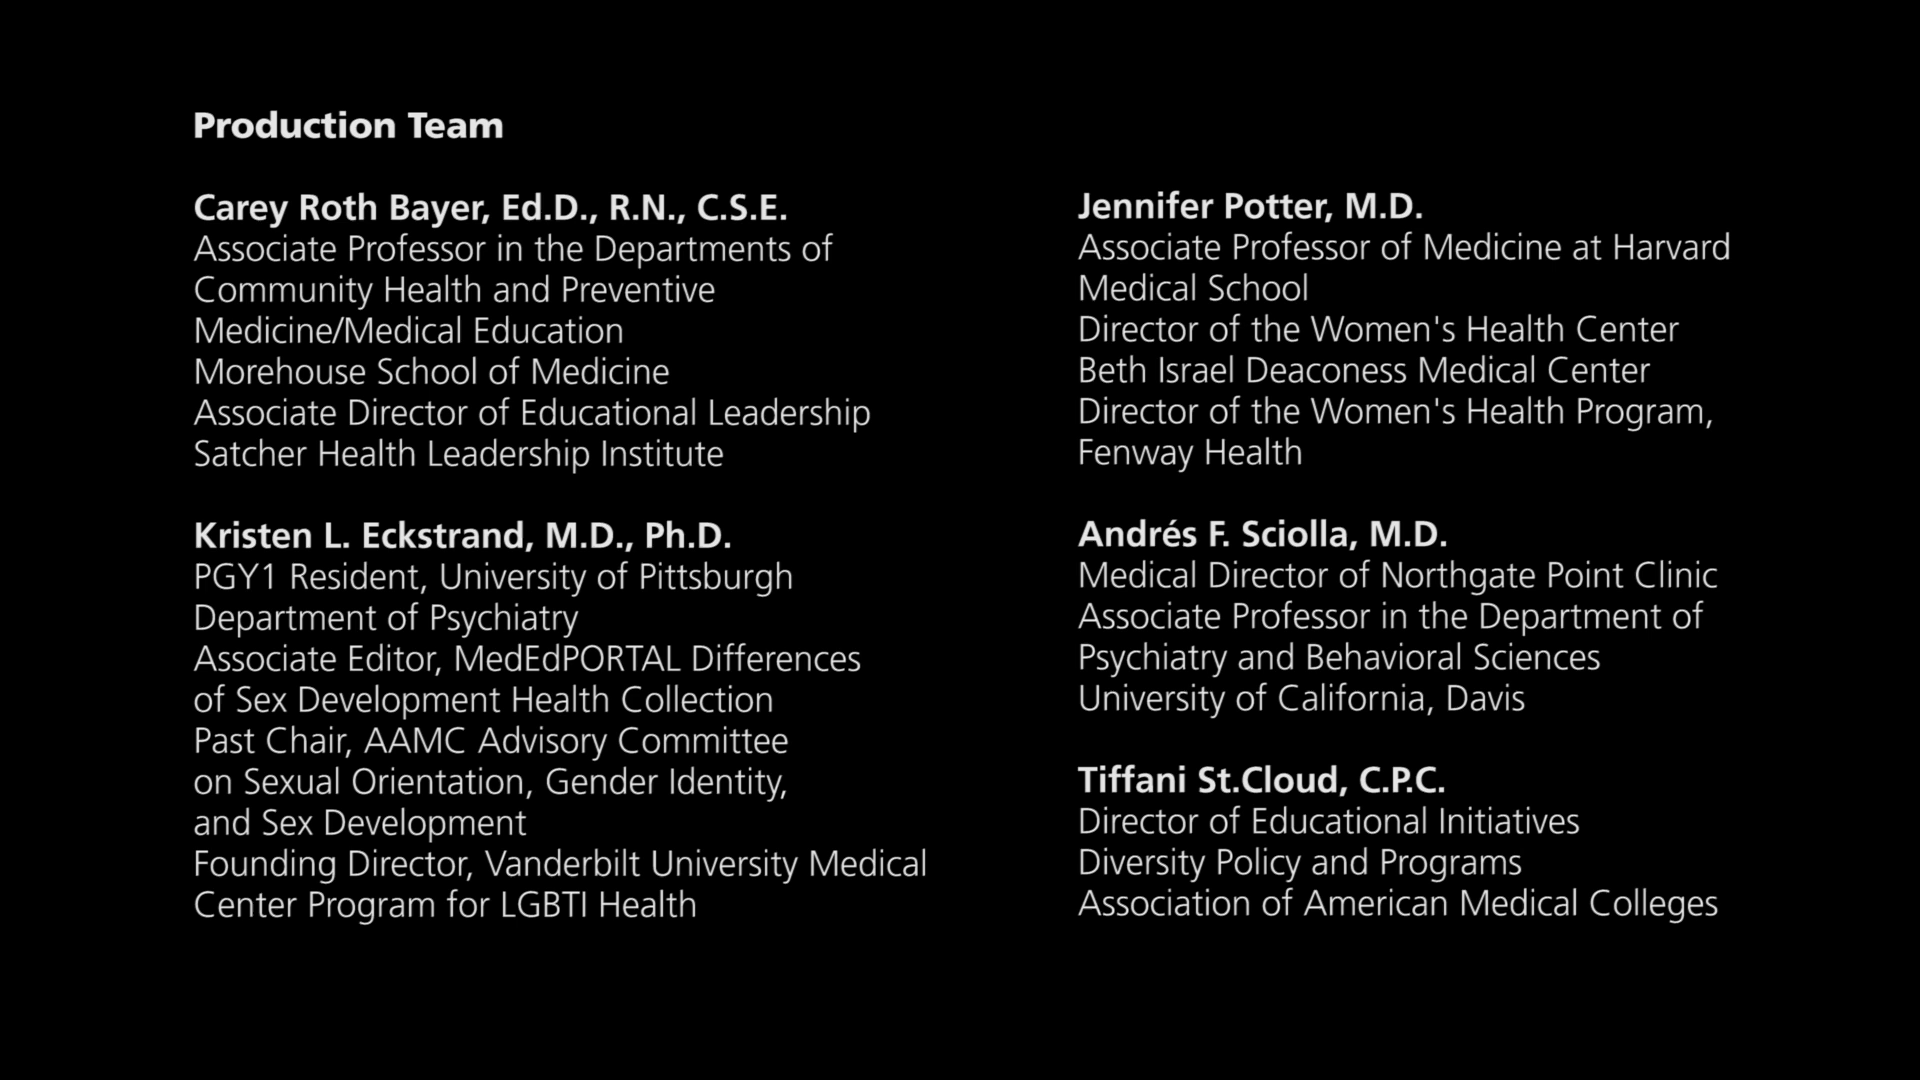 Production Team
Carey Roth Bayer, Ed.D., R.N., C.S.E.
Associate Professor in the Departments of
Community Health and Preventive
Medicine/Medical Education
Morehouse School of Medicine
Associate Director of Educational Leadership
Satcher Health Leadership Institute
Kristen L. Eckstrand, M.D., Ph.D.
PGY1 Resident, University of Pittsburgh
Department of Psychiatry
Associate Editor, MedEdPORTAL Differences
of Sex Development Health Collection
Past Chair, AAMC Advisory Committee
on Sexual Orientation, Gender Identity,
and Sex Development
Founding Director, Vanderbilt University Medical
Center Program for LGBTI Health
Jennifer Potter, M.D.
Associate Professor of Medicine at Harvard
Medical School
Director of the Women's Health Center
Beth Israel Deaconess Medical Center
Director of the Women's Health Program,
Fenway Health
Andrés F. Sciolla, M.D.
Medical Director of Northgate Point Clinic
Associate Professor in the Department of
Psychiatry and Behavioral Sciences
University of California, Davis
Tiffani St.Cloud, C.P.C.
Director of Educational Initiatives
Diversity Policy and Programs
Association of American Medical Colleges